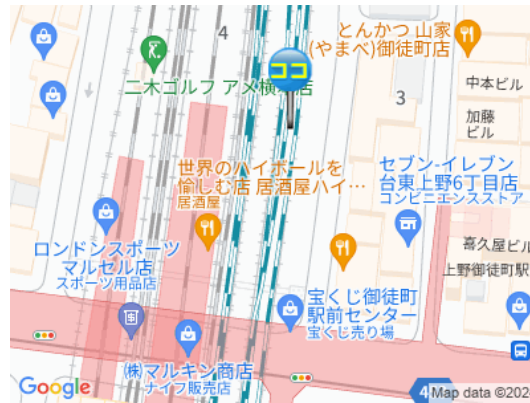 とんかつ 山家
(やまべ)御徒町店
4
ココ
二木ゴルフ アメ横
店
中本ビル
加藤
ビル
3
世界のハイボールを
愉しむ店 居酒屋ハイ…
居酒屋
セブン-イレブン
台東上野6丁目店
コンビニエンスストア
ロンドンスポーツ
マルセル店
スポーツ用品店
喜久屋ビル
上野御徒町駅
宝くじ御徒町
駅前センター
宝くじ売り場
㈱マルキン商店
ナイフ販売店
Google
4
Map data ©202